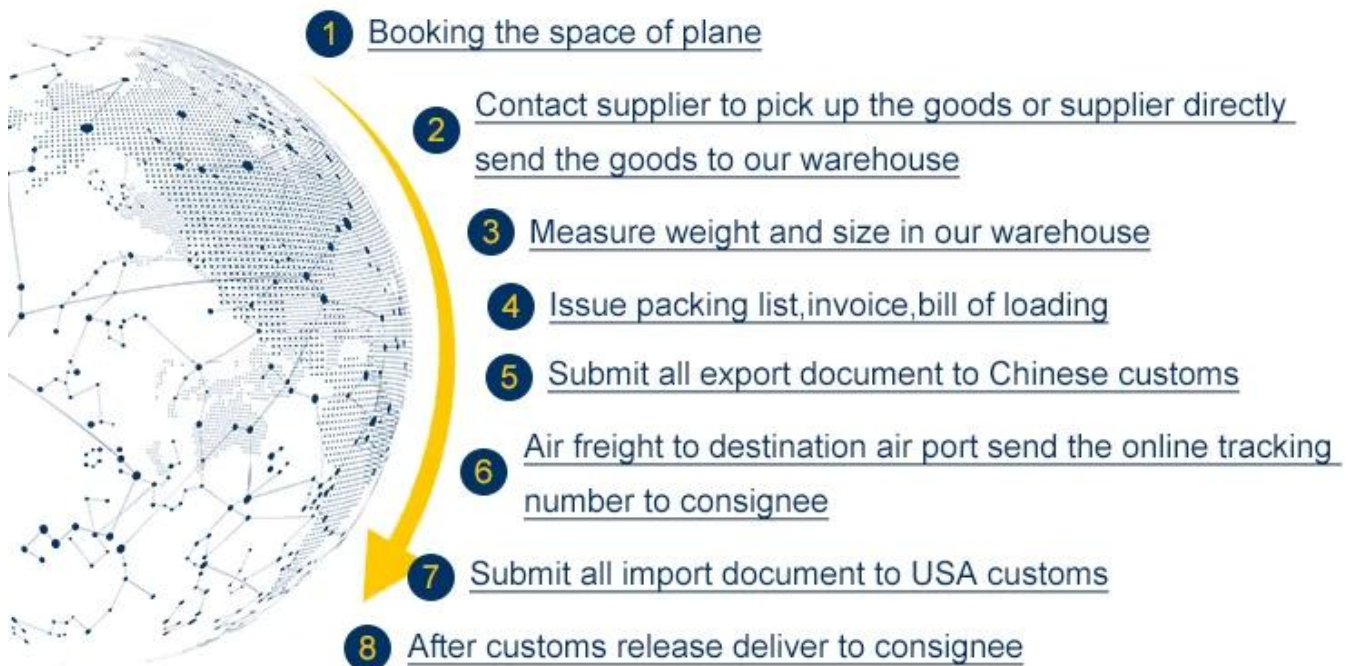 1 Booking the space of plane
2 Contact supplier to pick up the goods or supplier directly
send the goods to our warehouse
3 Measure weight and size in our warehouse
4 Issue packing list,invoice,bill of loading
5 Submit all export document to Chinese customs
6 Air freight to destination air port send the online tracking
number to consignee
7 Submit all import document to USA customs
8 After customs release deliver to consignee